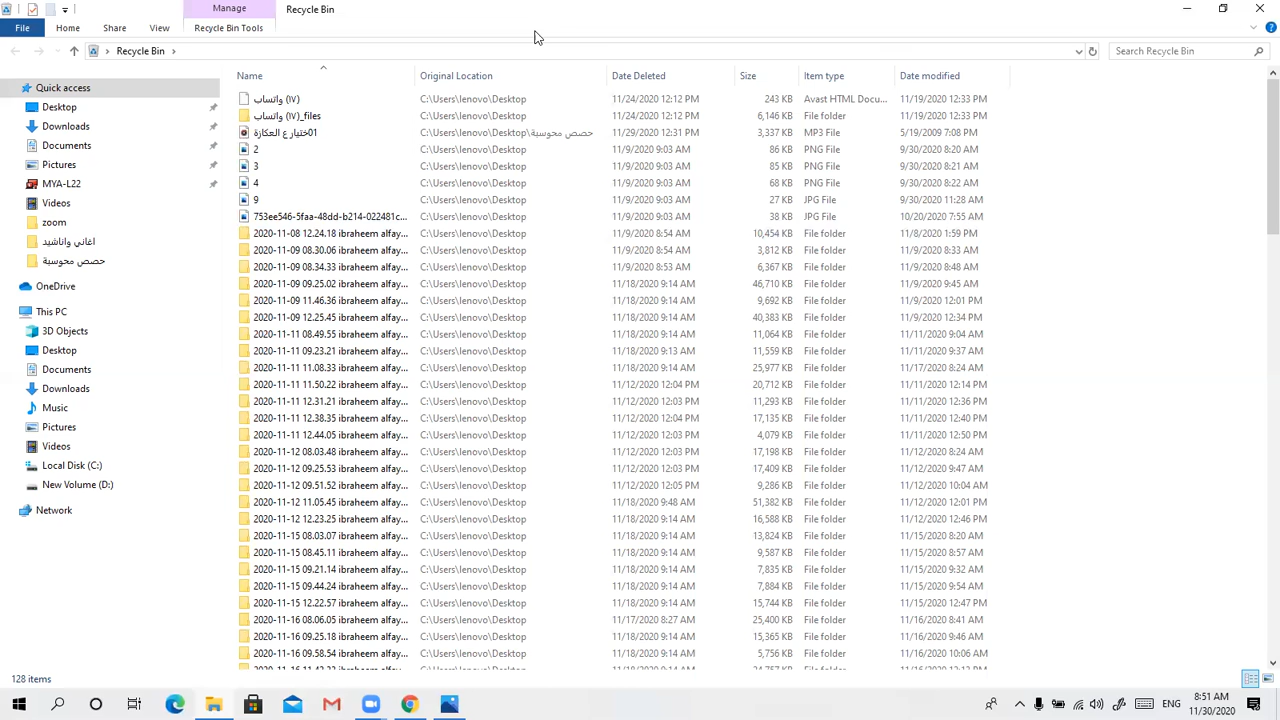 Manage
Recycle Bin
File
Home
Share
View
Recycle Bin Tools
Recycle Bin
Search Recycle Bin
Name
Original Location
Date Deleted
Size
Item type
Date modified
Quick access
Desktop
Downloads
Documents
Pictures
MYA-L22
Videos
zoom
اغاني واناشيد
حصص محوسبة
OneDrive
This PC
3D Objects
Desktop
Documents
Downloads
Music
Pictures
Videos
Local Disk (C:)
New Volume (D:)
Network
واتساب (١٧) C:\Users\lenovo\Desktop 11/24/2020 12:12 PM 243 KB Avast HTML Docu... 11/19/2020 12:33 PM
واتساب (١٧)_files C:\Users\lenovo\Desktop 11/24/2020 12:12 PM 6,146 KB File folder 11/19/2020 12:33 PM
01ختيار ع العكازة C:\Users\lenovo\Desktop\حصص محوسبة 11/29/2020 12:31 PM 3,337 KB MP3 File 5/19/2009 7:08 PM
2 C:\Users\lenovo\Desktop 11/9/2020 9:03 AM 86 KB PNG File 9/30/2020 8:20 AM
3 C:\Users\lenovo\Desktop 11/9/2020 9:03 AM 85 KB PNG File 9/30/2020 8:21 AM
4 C:\Users\lenovo\Desktop 11/9/2020 9:03 AM 68 KB PNG File 9/30/2020 8:22 AM
9 C:\Users\lenovo\Desktop 11/9/2020 9:03 AM 27 KB JPG File 9/30/2020 11:28 AM
753ee546-5faa-48dd-b214-022481c... C:\Users\lenovo\Desktop 11/9/2020 9:03 AM 38 KB JPG File 10/20/2020 7:55 AM
2020-11-08 12.24.18 ibraheem alfay... C:\Users\lenovo\Desktop 11/9/2020 8:54 AM 10,454 KB File folder 11/8/2020 1:59 PM
2020-11-09 08.30.06 ibraheem alfay... C:\Users\lenovo\Desktop 11/9/2020 8:54 AM 3,812 KB File folder 11/9/2020 8:33 AM
2020-11-09 08.34.33 ibraheem alfay... C:\Users\lenovo\Desktop 11/9/2020 8:53 AM 6,367 KB File folder 11/9/2020 8:48 AM
2020-11-09 09.25.02 ibraheem alfay... C:\Users\lenovo\Desktop 11/18/2020 9:14 AM 46,710 KB File folder 11/9/2020 9:45 AM
2020-11-09 11.46.36 ibraheem alfay... C:\Users\lenovo\Desktop 11/18/2020 9:14 AM 9,692 KB File folder 11/9/2020 12:01 PM
2020-11-09 12.25.45 ibraheem alfay... C:\Users\lenovo\Desktop 11/18/2020 9:14 AM 40,383 KB File folder 11/9/2020 12:34 PM
2020-11-11 08.49.55 ibraheem alfay... C:\Users\lenovo\Desktop 11/18/2020 9:14 AM 11,064 KB File folder 11/11/2020 9:04 AM
2020-11-11 09.23.21 ibraheem alfay... C:\Users\lenovo\Desktop 11/18/2020 9:13 AM 11,559 KB File folder 11/11/2020 9:37 AM
2020-11-11 11.08.33 ibraheem alfay... C:\Users\lenovo\Desktop 11/18/2020 9:14 AM 25,977 KB File folder 11/17/2020 8:24 AM
2020-11-11 11.50.22 ibraheem alfay... C:\Users\lenovo\Desktop 11/12/2020 12:04 PM 20,712 KB File folder 11/11/2020 12:14 PM
2020-11-11 12.31.21 ibraheem alfay... C:\Users\lenovo\Desktop 11/12/2020 12:03 PM 11,293 KB File folder 11/11/2020 12:36 PM
2020-11-11 12.38.35 ibraheem alfay... C:\Users\lenovo\Desktop 11/12/2020 12:04 PM 17,135 KB File folder 11/11/2020 12:40 PM
2020-11-11 12.44.05 ibraheem alfay... C:\Users\lenovo\Desktop 11/12/2020 12:03 PM 4,079 KB File folder 11/11/2020 12:50 PM
2020-11-12 08.03.48 ibraheem alfay... C:\Users\lenovo\Desktop 11/12/2020 12:03 PM 17,198 KB File folder 11/12/2020 8:24 AM
2020-11-12 09.25.53 ibraheem alfay... C:\Users\lenovo\Desktop 11/12/2020 12:03 PM 17,409 KB File folder 11/12/2020 9:47 AM
2020-11-12 09.51.52 ibraheem alfay... C:\Users\lenovo\Desktop 11/12/2020 12:05 PM 9,286 KB File folder 11/12/2020 10:04 AM
2020-11-12 11.05.45 ibraheem alfay... C:\Users\lenovo\Desktop 11/18/2020 9:48 AM 51,382 KB File folder 11/12/2020 12:01 PM
2020-11-12 12.23.25 ibraheem alfay... C:\Users\lenovo\Desktop 11/18/2020 9:14 AM 16,588 KB File folder 11/12/2020 12:46 PM
2020-11-15 08.03.07 ibraheem alfay... C:\Users\lenovo\Desktop 11/18/2020 9:14 AM 13,824 KB File folder 11/15/2020 8:20 AM
2020-11-15 08.45.11 ibraheem alfay... C:\Users\lenovo\Desktop 11/18/2020 9:14 AM 9,587 KB File folder 11/15/2020 8:57 AM
2020-11-15 09.21.14 ibraheem alfay... C:\Users\lenovo\Desktop 11/18/2020 9:14 AM 7,835 KB File folder 11/15/2020 9:32 AM
2020-11-15 09.44.24 ibraheem alfay... C:\Users\lenovo\Desktop 11/18/2020 9:14 AM 7,884 KB File folder 11/15/2020 9:54 AM
2020-11-15 12.22.57 ibraheem alfay... C:\Users\lenovo\Desktop 11/18/2020 9:14 AM 15,744 KB File folder 11/15/2020 12:47 PM
2020-11-16 08.06.05 ibraheem alfay... C:\Users\lenovo\Desktop 11/17/2020 8:27 AM 25,400 KB File folder 11/16/2020 8:41 AM
2020-11-16 09.25.18 ibraheem alfay... C:\Users\lenovo\Desktop 11/18/2020 9:14 AM 15,365 KB File folder 11/16/2020 9:46 AM
2020-11-16 09.58.54 ibraheem alfay... C:\Users\lenovo\Desktop 11/18/2020 9:14 AM 5,756 KB File folder 11/16/2020 10:06 AM
128 items
ENG
8:51 AM
11/30/2020